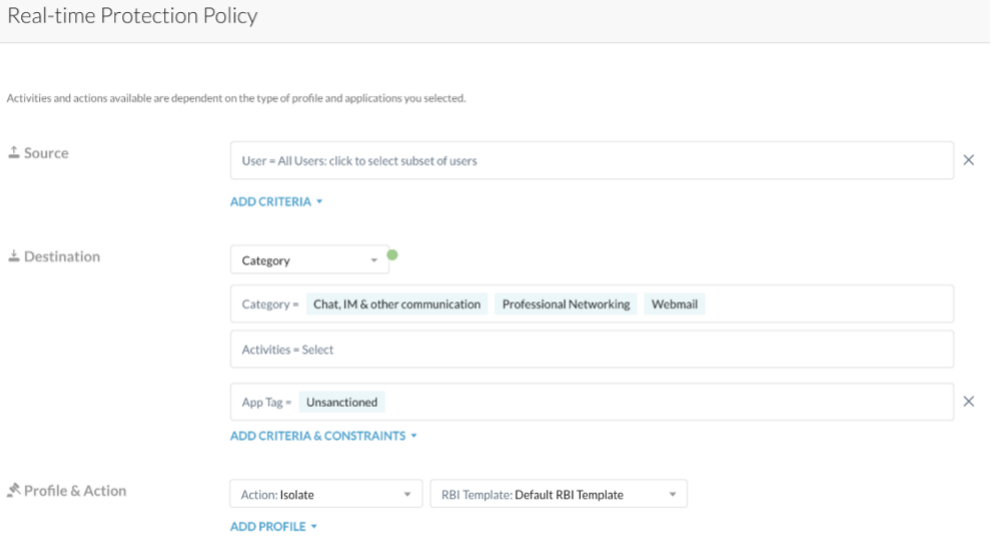 Real-time Protection Policy
Activities and actions available are dependent on the type of profile and applications you selected.
Source
User = All Users: click to select subset of users
ADD CRITERIA
Destination
Category
Category = Chat, IM & other communication Professional Networking Webmail
Activities = Select
App Tag = Unsanctioned
ADD CRITERIA & CONSTRAINTS
Profile & Action
Action: Isolate RBI Template: Default RBI Template
ADD PROFILE